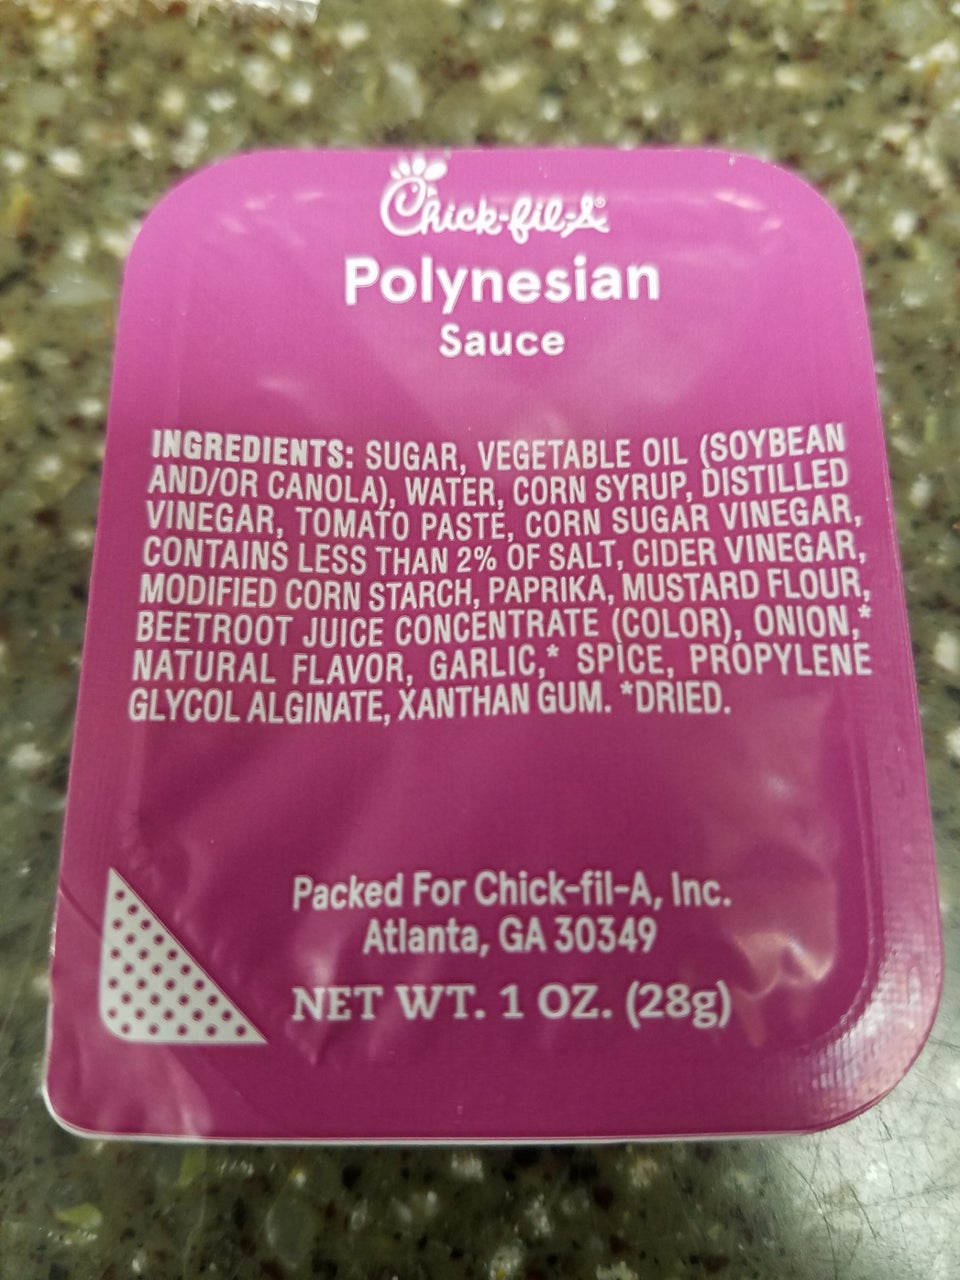 Chick-fil-A®
Polynesian
Sauce
INGREDIENTS: SUGAR, VEGETABLE OIL (SOYBEAN
AND/OR CANOLA), WATER, CORN SYRUP, DISTILLED
VINEGAR, TOMATO PASTE, CORN SUGAR VINEGAR,
CONTAINS LESS THAN 2% OF SALT, CIDER VINEGAR,
MODIFIED CORN STARCH, PAPRIKA, MUSTARD FLOUR,
BEETROOT JUICE CONCENTRATE (COLOR), ONION,*
NATURAL FLAVOR, GARLIC,* SPICE, PROPYLENE
GLYCOL ALGINATE, XANTHAN GUM. *DRIED.
Packed For Chick-fil-A, Inc.
Atlanta, GA 30349
NET WT. 1 OZ. (28g)